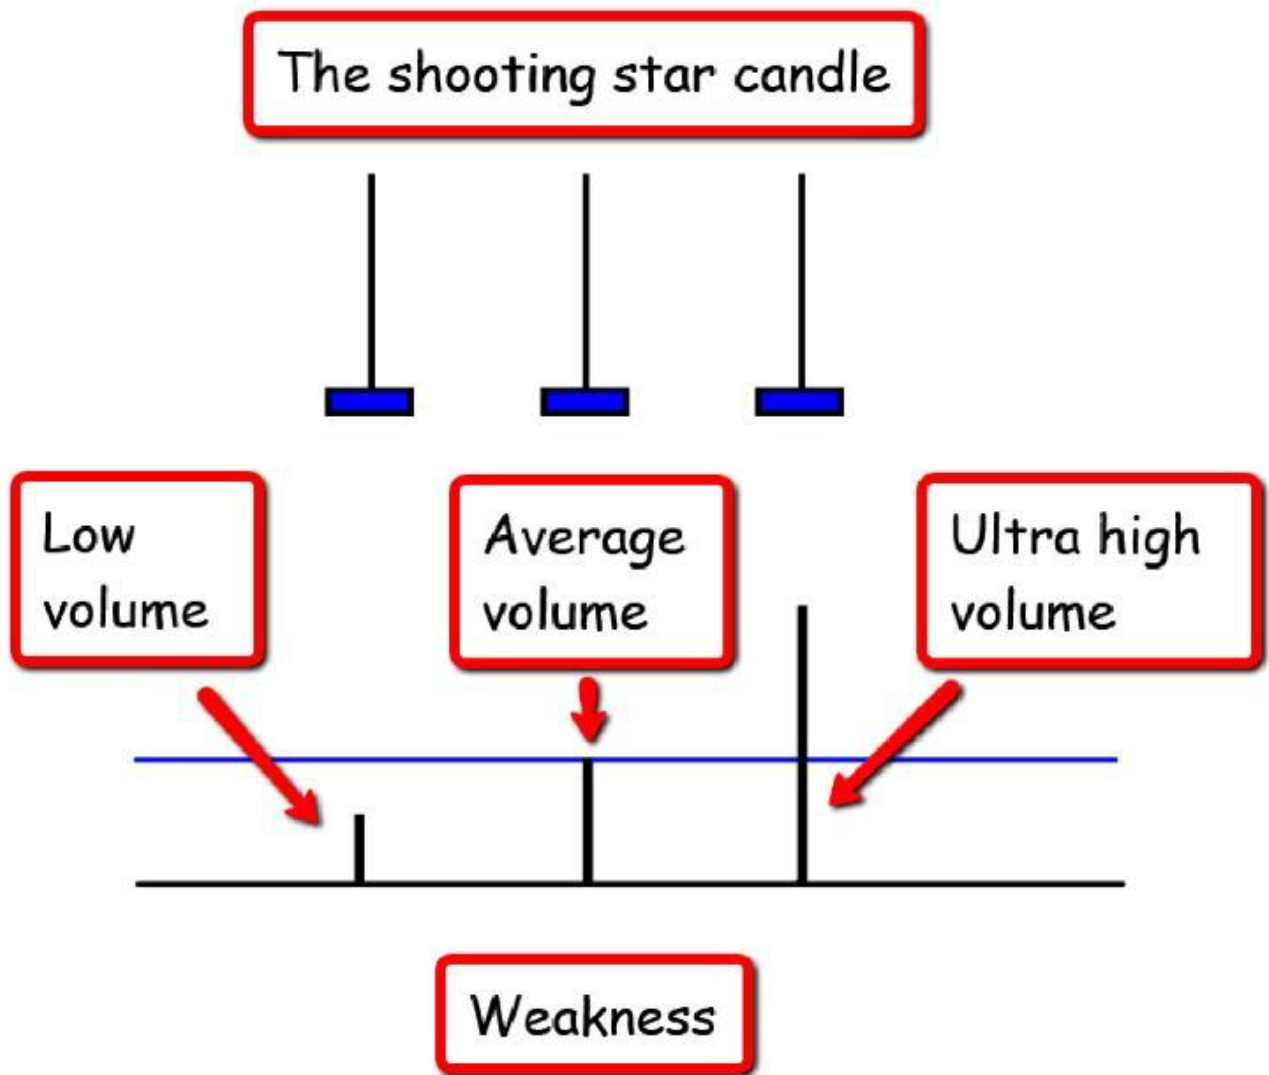 The shooting star candle
Low
volume
Average
volume
Ultra high
volume
Weakness